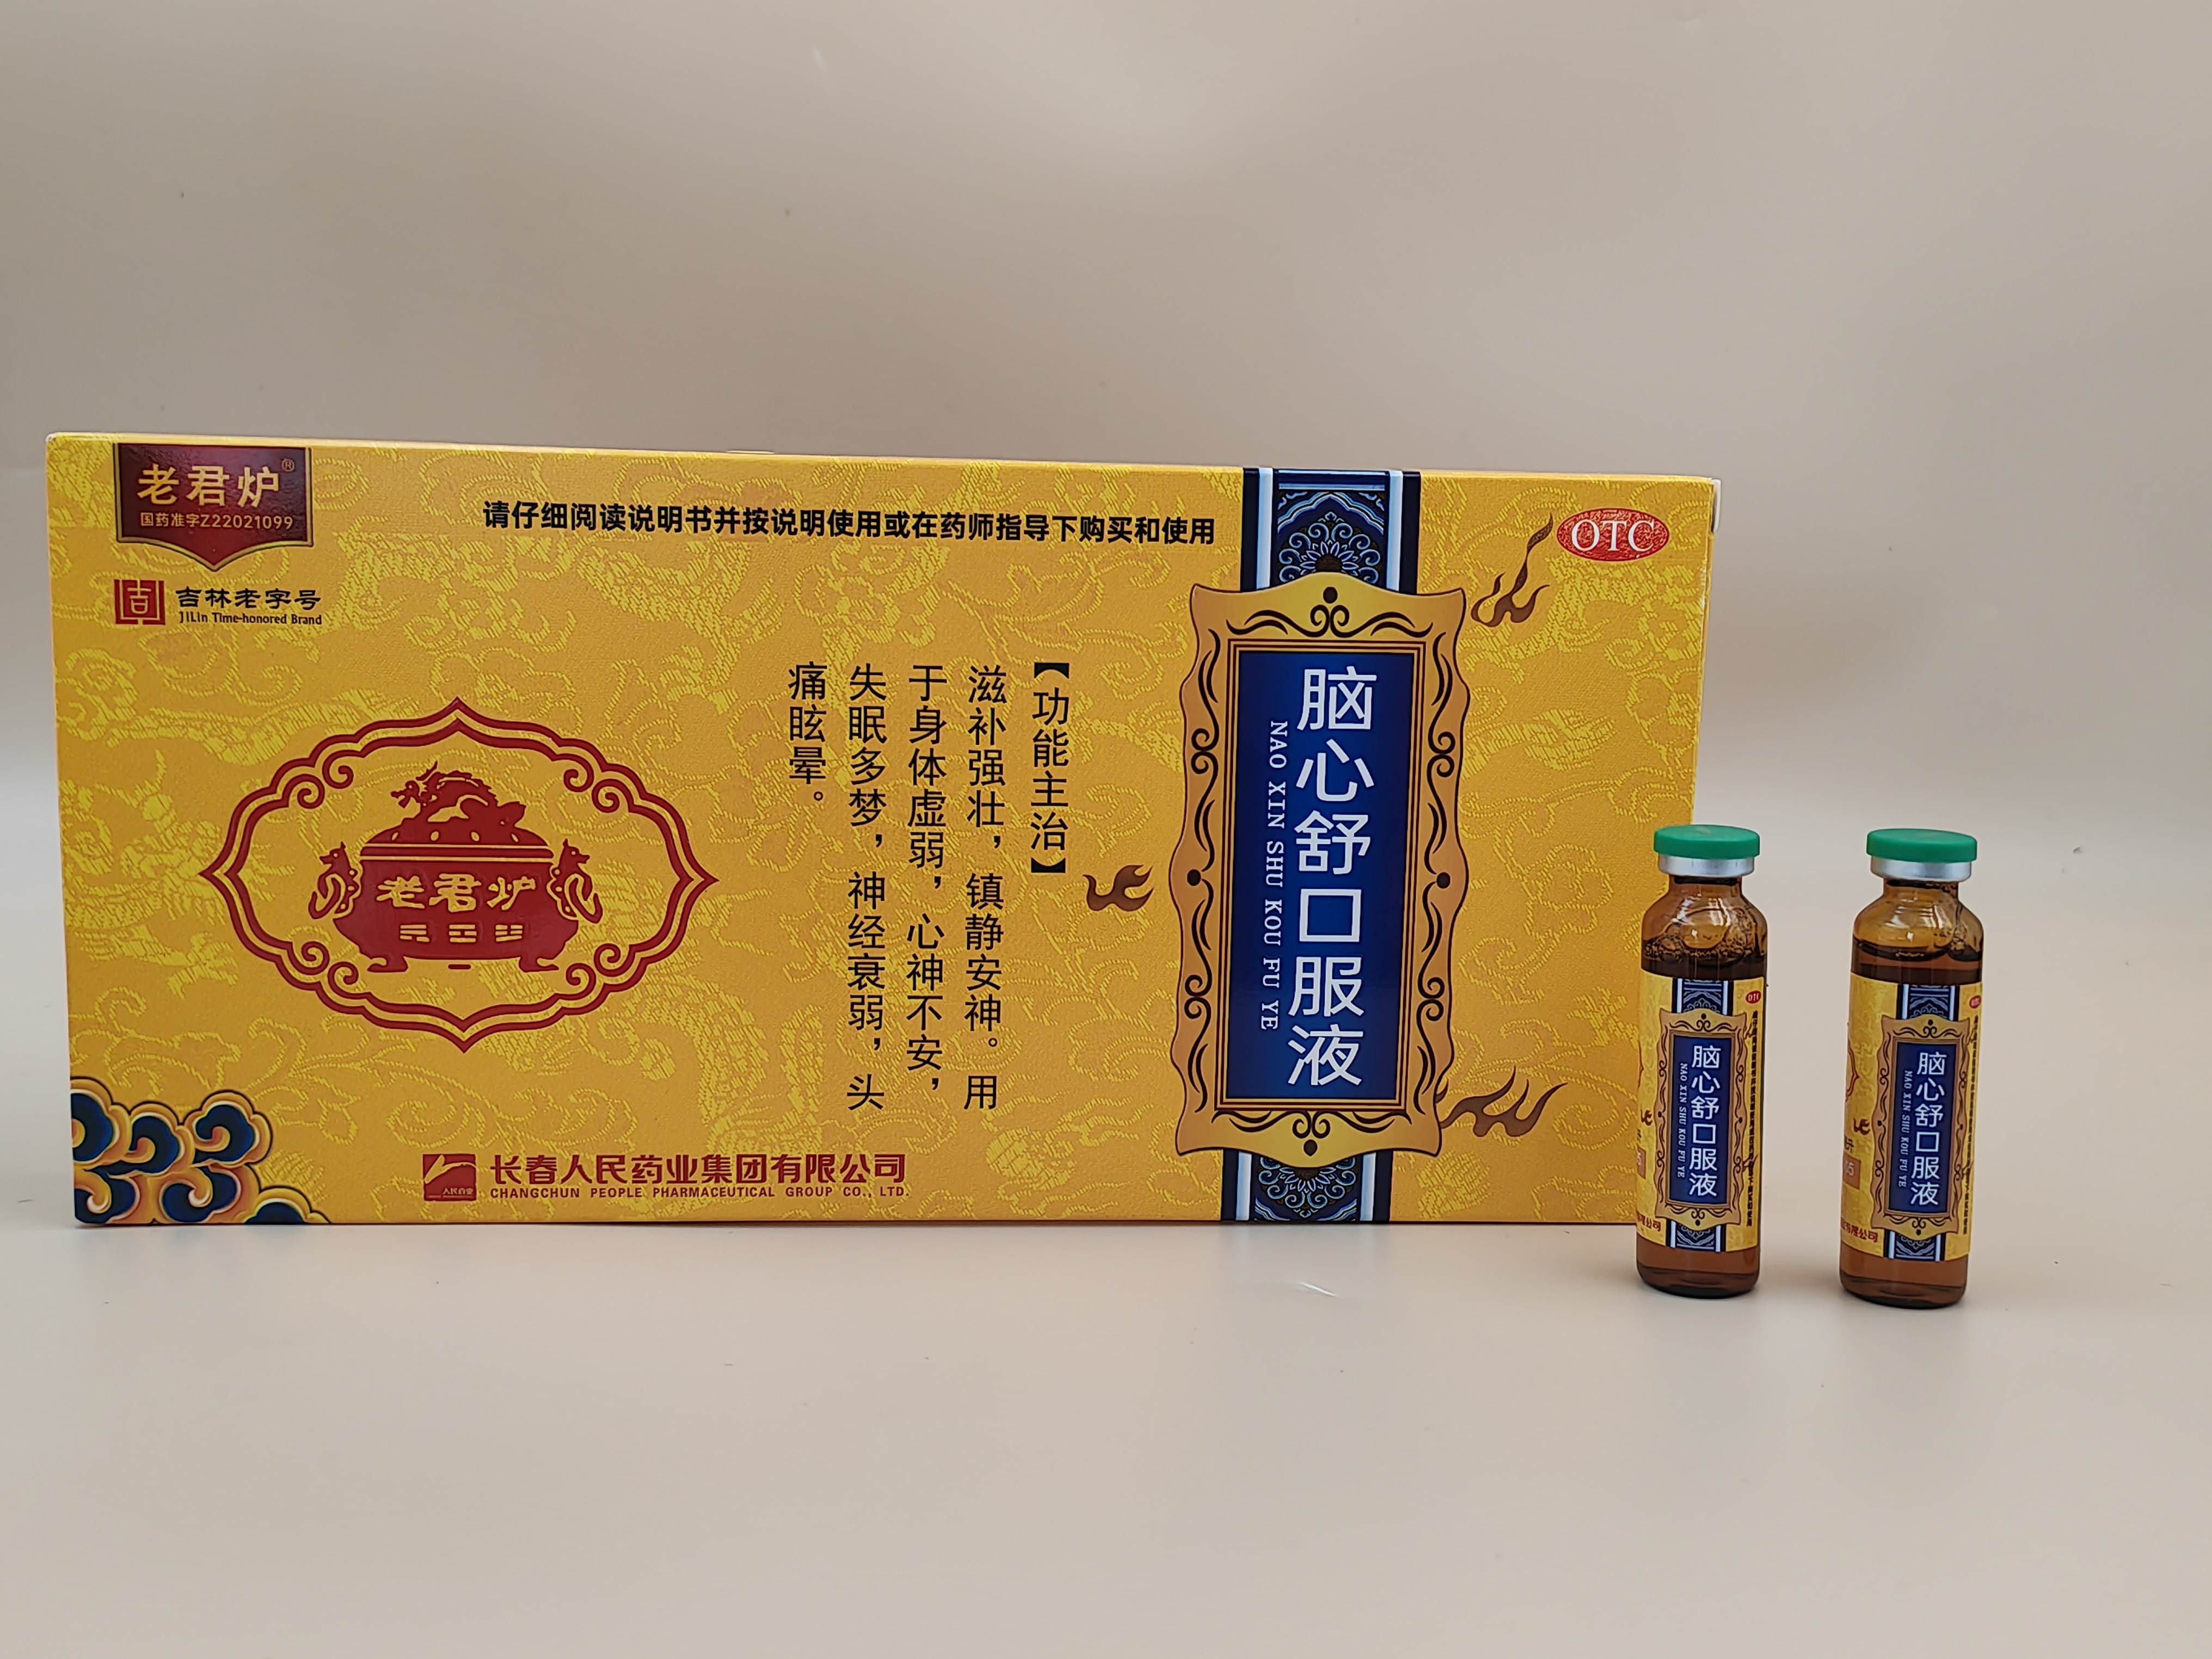 老君炉®
国药准字Z22021099
吉林老字号
JiLin Time-honored Brand
请仔细阅读说明书并按说明使用或在药师指导下购买和使用
OTC
脑心舒口服液
NAO XIN SHU KOU FU YE
【功能主治】
滋补强壮，镇静安神。用
于身体虚弱，心神不安，
失眠多梦，神经衰弱，头
痛眩晕。
老君炉
人民药业
长春人民药业集团有限公司
CHANGCHUN PEOPLE PHARMACEUTICAL GROUP CO., LTD.
脑心舒口服液
NAO XIN SHU KOU FU YE
脑心舒口服液
NAO XIN SHU KOU FU YE